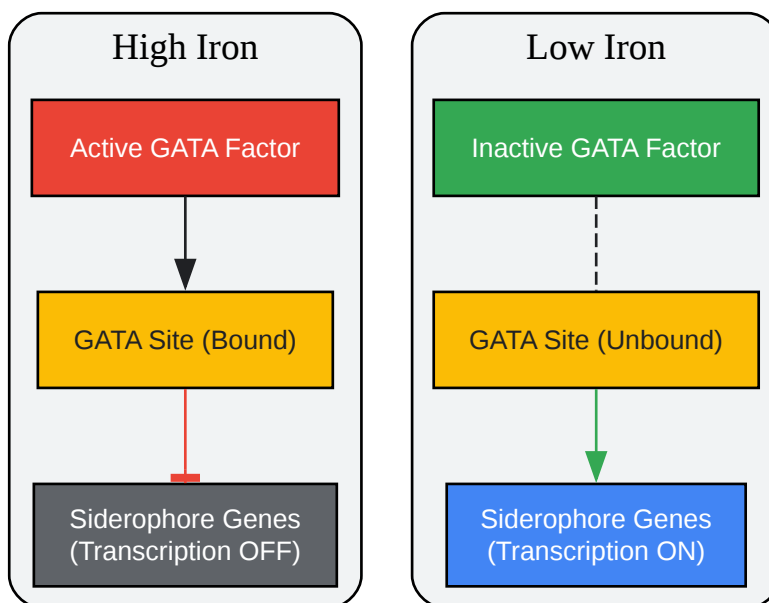 High Iron
Active GATA Factor
GATA Site (Bound)
Siderophore Genes
(Transcription OFF)
Low Iron
Inactive GATA Factor
GATA Site (Unbound)
Siderophore Genes
(Transcription ON)